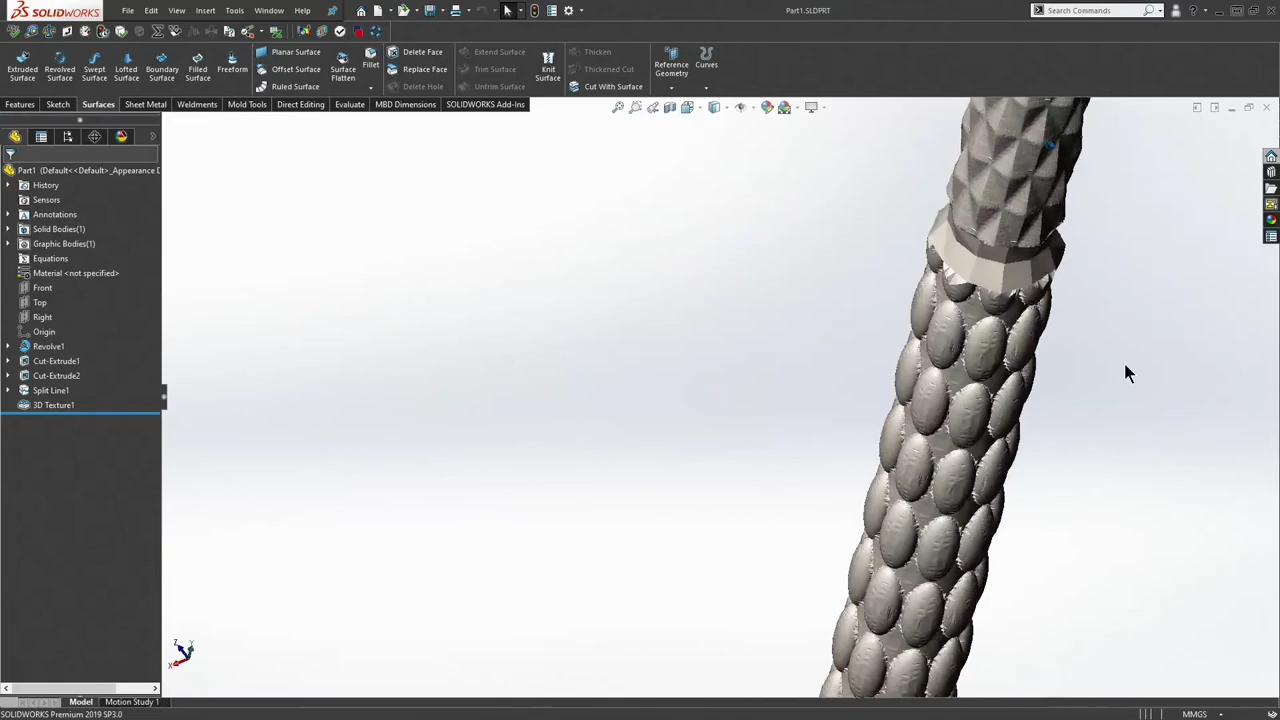 SOLIDWORKS
File Edit View Insert Tools Window Help
Part1.SLDPRT
Search Commands
Extruded Surface
Revolved Surface
Swept Surface
Lofted Surface
Boundary Surface
Filled Surface
Freeform
Planar Surface
Offset Surface
Ruled Surface
Surface Flatten
Fillet
Delete Face
Replace Face
Delete Hole
Extend Surface
Trim Surface
Untrim Surface
Knit Surface
Thicken
Thickened Cut
Cut With Surface
Reference Geometry
Curves
Features Sketch Surfaces Sheet Metal Weldments Mold Tools Direct Editing Evaluate MBD Dimensions SOLIDWORKS Add-Ins
Part1 (Default<<Default>_Appearance D
History
Sensors
Annotations
Solid Bodies(1)
Graphic Bodies(1)
Equations
Material <not specified>
Front
Top
Right
Origin
Revolve1
Cut-Extrude1
Cut-Extrude2
Split Line1
3D Texture1
Z Y
X
Model Motion Study 1
SOLIDWORKS Premium 2019 SP3.0
MMGS